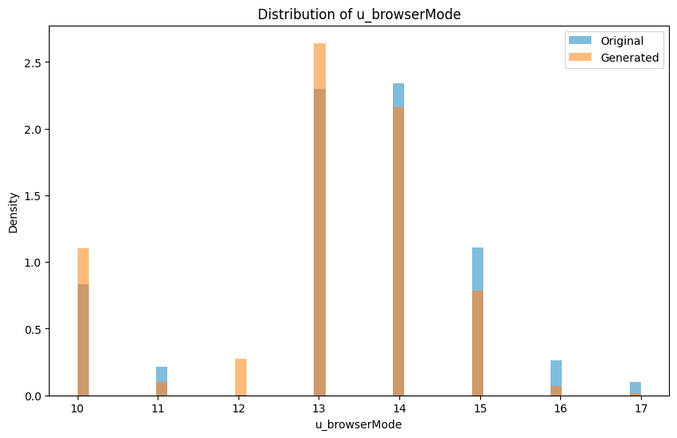 Distribution of u_browserMode
Original
Generated
2.5
2.0
1.5
1.0
0.5
0.0
Density
10 11 12 13 14 15 16 17
u_browserMode